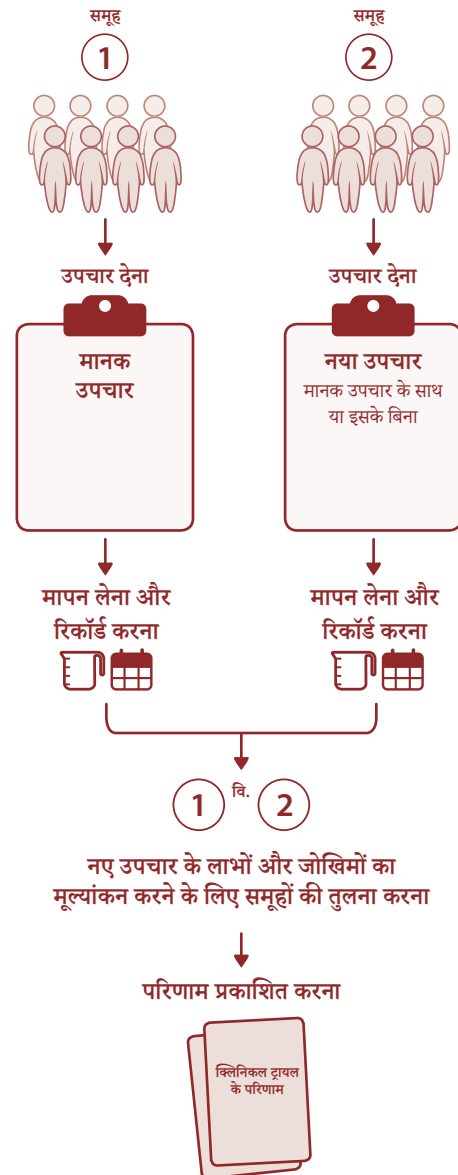 समूह
1
समूह
2
उपचार देना
उपचार देना
मानक
उपचार
नया उपचार
मानक उपचार के साथ
या इसके बिना
मापन लेना और
रिकॉर्ड करना
मापन लेना और
रिकॉर्ड करना
1 वि. 2
नए उपचार के लाभों और जोखिमों का
मूल्यांकन करने के लिए समूहों की तुलना करना
परिणाम प्रकाशित करना
क्लिनिकल ट्रायल
के परिणाम